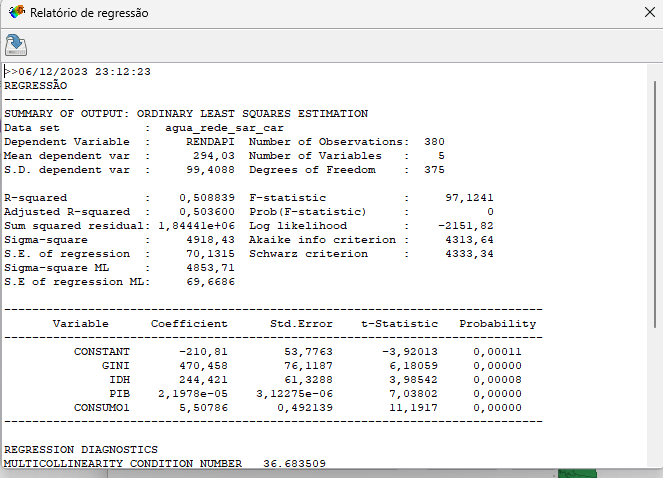 Relatório de regressão
>>06/12/2023 23:12:23
REGRESSÃO
----------
SUMMARY OF OUTPUT: ORDINARY LEAST SQUARES ESTIMATION
Data set            :  agua_rede_sar_car
Dependent Variable  :      RENDAPI  Number of Observations:  380
Mean dependent var  :       294,03  Number of Variables   :    5
S.D. dependent var  :      99,4088  Degrees of Freedom    :  375
R-squared           :     0,508839  F-statistic           :     97,1241
Adjusted R-squared  :     0,503600  Prob(F-statistic)     :           0
Sum squared residual: 1,84441e+06  Log likelihood        :    -2151,82
Sigma-square        :      4918,43  Akaike info criterion :     4313,64
S.E. of regression  :      70,1315  Schwarz criterion     :     4333,34
Sigma-square ML     :      4853,71
S.E of regression ML:      69,6686
-----------------------------------------------------------------------------
Variable      Coefficient      Std.Error    t-Statistic   Probability
-----------------------------------------------------------------------------
CONSTANT       -210,81        53,7763       -3,92013     0,00011
GINI       470,458        76,1187        6,18059     0,00000
IDH       244,421        61,3288        3,98542     0,00008
PIB    2,1978e-05    3,12275e-06        7,03802     0,00000
CONSUMO1       5,50786       0,492139        11,1917     0,00000
-----------------------------------------------------------------------------
REGRESSION DIAGNOSTICS
MULTICOLLINEARITY CONDITION NUMBER   36.683509